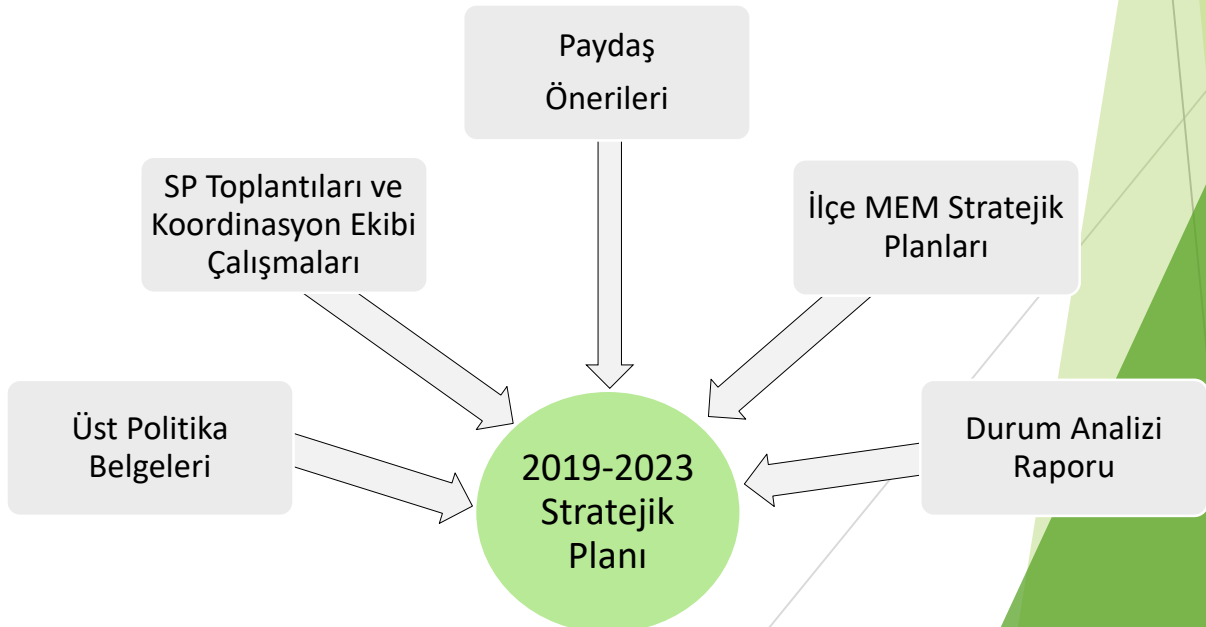 Paydaş
Önerileri
SP Toplantıları ve
Koordinasyon Ekibi
Çalışmaları
İlçe MEM Stratejik
Planları
Üst Politika
Belgeleri
2019-2023
Stratejik
Planı
Durum Analizi
Raporu